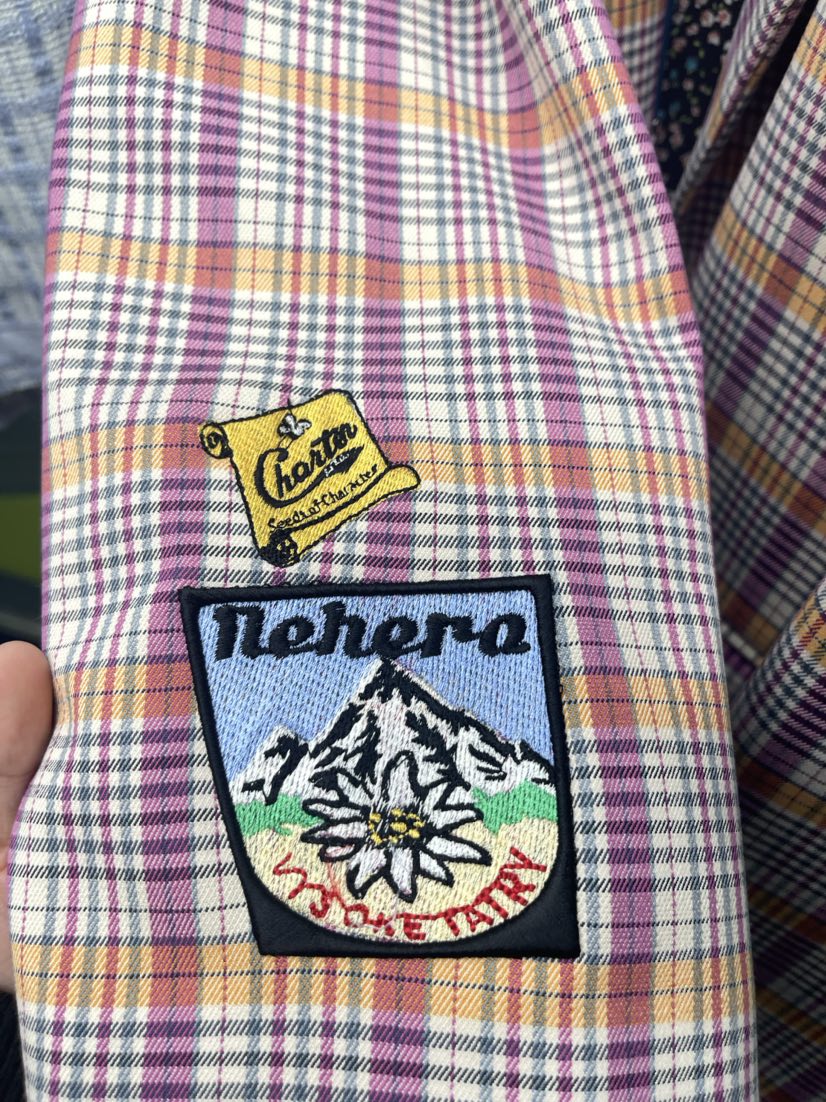 Charter
Seeds of Character
Nehera
VYSOKE TATRY